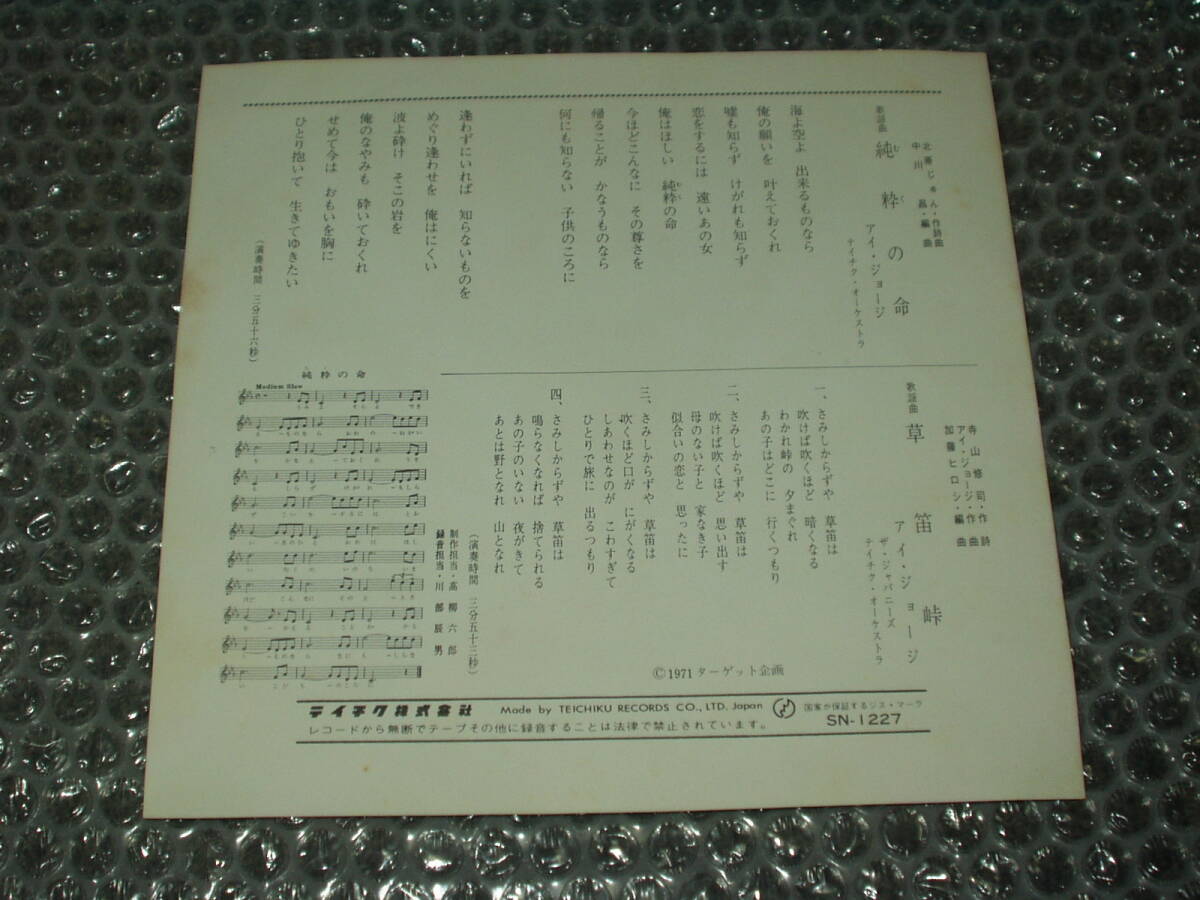 歌謡曲
純粋の命
むく
北藤じゅん・作詩曲
中川昌・編曲
アイ・ジョージ
テイチク・オーケストラ
海よ空よ 出来るものなら
俺の願いを 叶えておくれ
嘘も知らず けがれも知らず
恋をするには 遠いあの女
俺はほしい 純粋の命
今ほどこんなに その尊さを
帰ることが かなうものなら
何にも知らない 子供のころに
逢わずにいれば 知らないものを
めぐり逢わせを 俺はにくい
波よ砕け そこの岩を
俺のなやみも 砕いておくれ
せめて今は おもいを胸に
ひとり抱いて 生きてゆきたい
(演奏時間 三分五十六秒)
歌謡曲
草笛峠
寺山修司・作詩
アイ・ジョージ・作曲
加藤ヒロシ・編曲
アイ・ジョージ
ザ・ジャパニーズ
テイチク・オーケストラ
一、さみしからずや 草笛は
吹けば吹くほど 暗くなる
わかれ峠の 夕まぐれ
あの子はどこに 行くつもり
二、さみしからずや 草笛は
吹けば吹くほど 思い出す
母のない子と 家なき子
似合いの恋と 思ったに
三、さみしからずや 草笛は
吹くほど口が にがくなる
しあわせなのが こわすぎて
ひとりで旅に 出るつもり
四、さみしからずや 草笛は
鳴らなくなれば 捨てられる
あの子のいない 夜がきて
あとは野となれ 山となれ
(演奏時間 三分五十三秒)
制作担当・高柳六郎
録音担当・川部辰男
純粋の命
Medium Slow
©1971 ターゲット企画
テイチク株式会社 Made by TEICHIKU RECORDS CO., LTD. Japan 国家が保証するジス・マーク
SN-1227
レコードから無断でテープその他に録音することは法律で禁止されています。